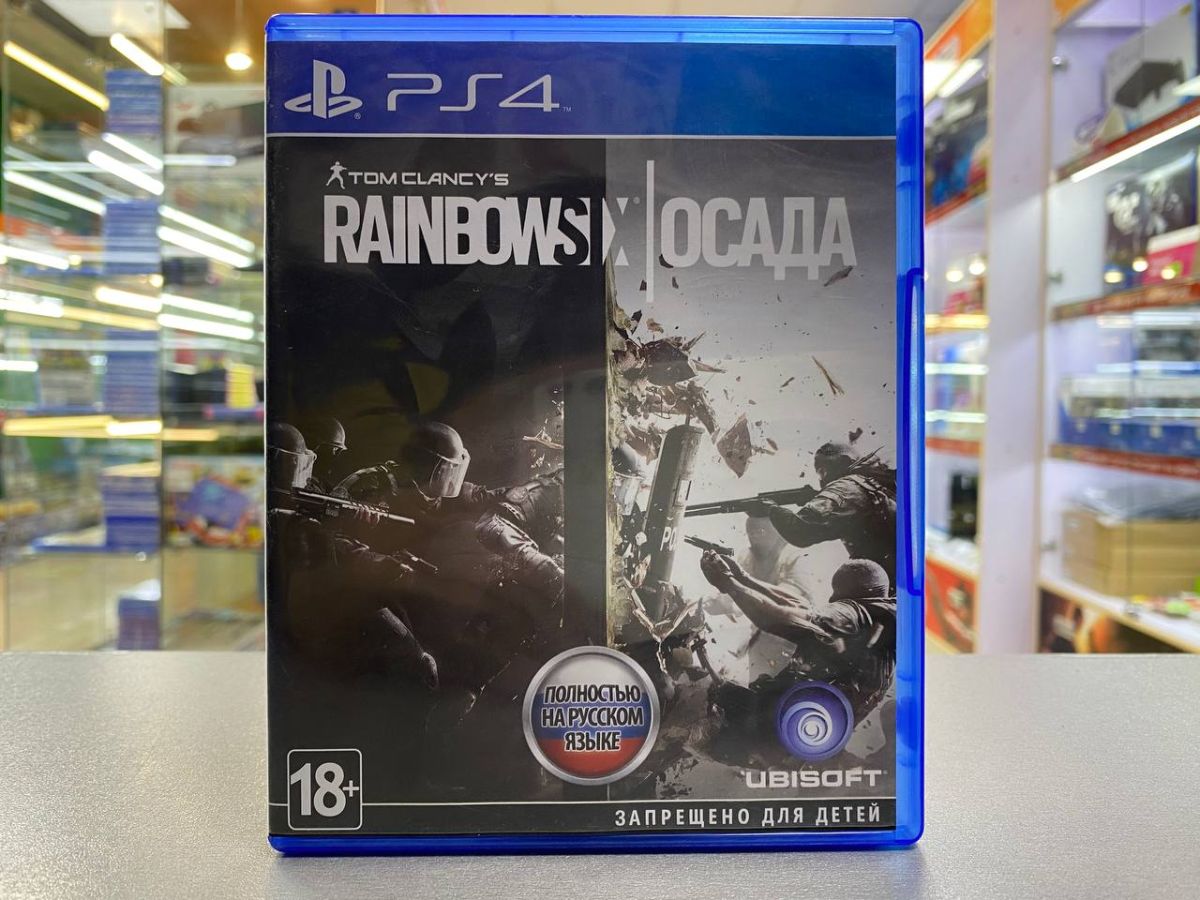 PS4
TOM CLANCY'S
RAINBOWSIX | ОСАДА
ПОЛНОСТЬЮ
НА РУССКОМ
ЯЗЫКЕ
UBISOFT
18+
ЗАПРЕЩЕНО ДЛЯ ДЕТЕЙ